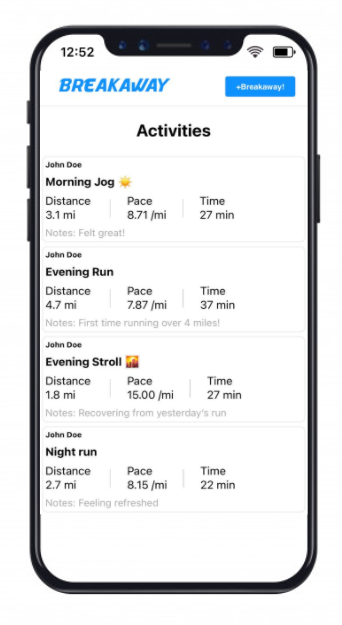 12:52
BREAKAWAY
+Breakaway!
Activities
John Doe
Morning Jog ☀️
Distance Pace Time
3.1 mi 8.71 /mi 27 min
Notes: Felt great!
John Doe
Evening Run
Distance Pace Time
4.7 mi 7.87 /mi 37 min
Notes: First time running over 4 miles!
John Doe
Evening Stroll 🌇
Distance Pace Time
1.8 mi 15.00 /mi 27 min
Notes: Recovering from yesterday's run
John Doe
Night run
Distance Pace Time
2.7 mi 8.15 /mi 22 min
Notes: Feeling refreshed